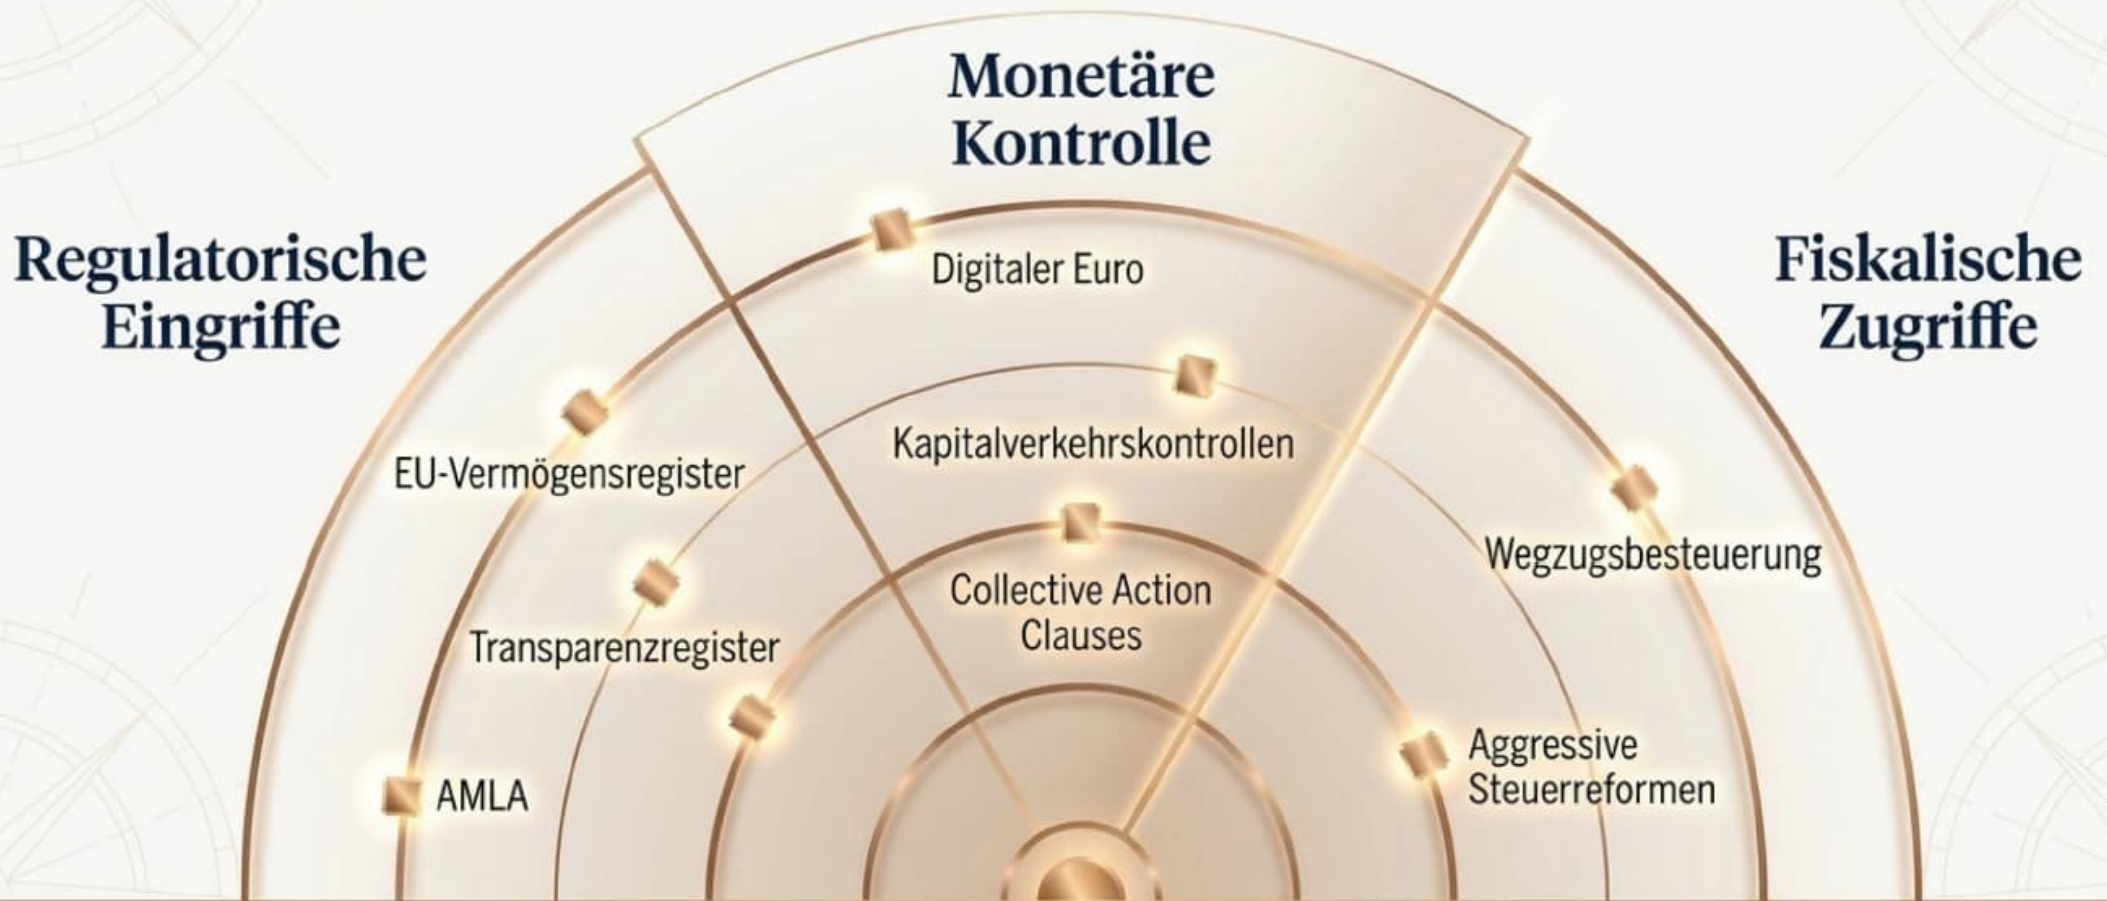 Monetäre
Kontrolle
Regulatorische
Eingriffe
Fiskalische
Zugriffe
Digitaler Euro
Kapitalverkehrskontrollen
EU-Vermögensregister
Wegzugsbesteuerung
Collective Action
Clauses
Transparenzregister
Aggressive
Steuerreformen
AMLA